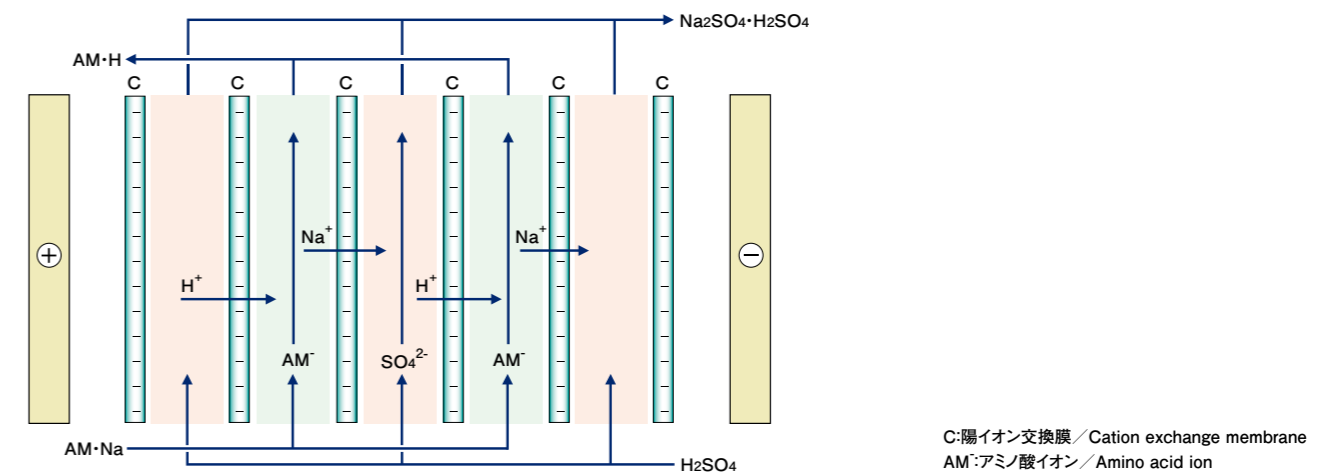 Na2SO4・H2SO4
AM・H
C C C C C C
+ −
Na+ Na+
H+ H+
AM- SO42- AM-
AM・Na
H2SO4
C:陽イオン交換膜／Cation exchange membrane
AM-:アミノ酸イオン／Amino acid ion